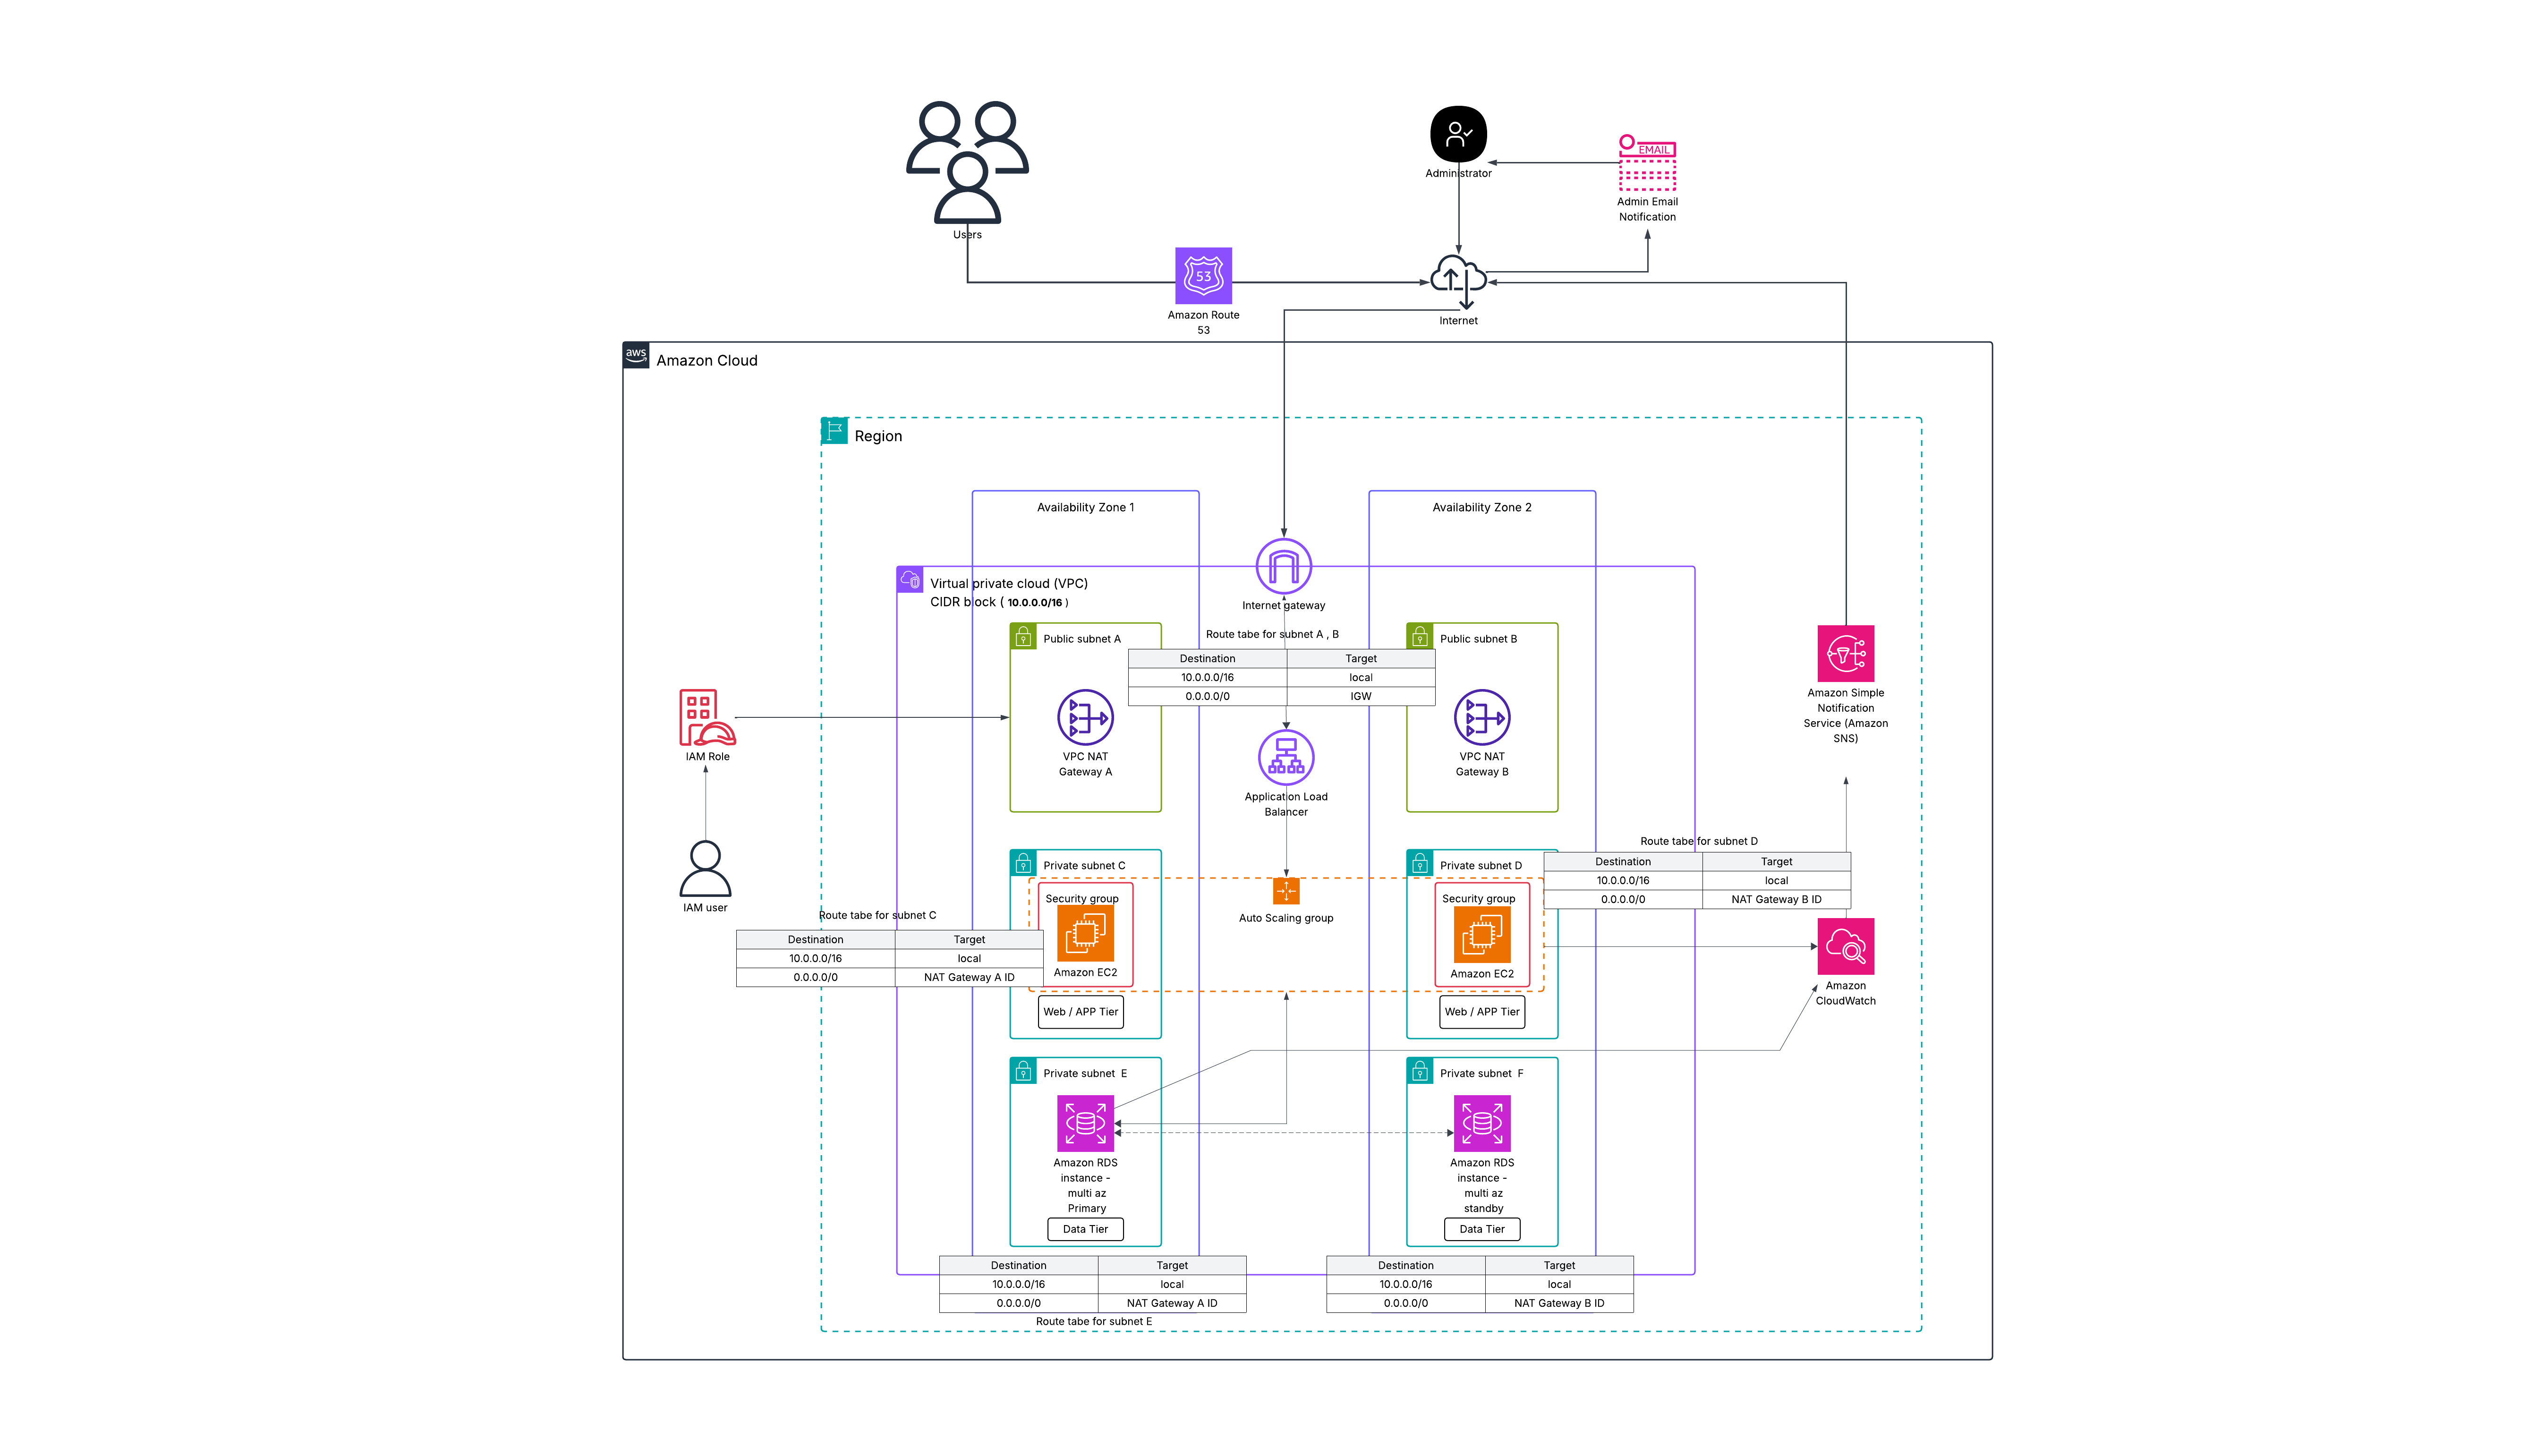 EMAIL
Administrator
Admin Email
Notification
Users
53
Amazon Route
53
Internet
aws
Amazon Cloud
Region
Availability Zone 1
Availability Zone 2
Virtual private cloud (VPC)
CIDR block ( 10.0.0.0/16 )
Internet gateway
Route tabe for subnet A , B
Destination Target
10.0.0.0/16 local
0.0.0.0/0 IGW
Public subnet A
VPC NAT
Gateway A
Public subnet B
VPC NAT
Gateway B
Application Load
Balancer
Amazon Simple
Notification
Service (Amazon
SNS)
IAM Role
IAM user
Route tabe for subnet C
Destination Target
10.0.0.0/16 local
0.0.0.0/0 NAT Gateway A ID
Private subnet C
Security group
Amazon EC2
Web / APP Tier
Auto Scaling group
Private subnet D
Security group
Amazon EC2
Web / APP Tier
Route tabe for subnet D
Destination Target
10.0.0.0/16 local
0.0.0.0/0 NAT Gateway B ID
Amazon
CloudWatch
Private subnet E
Amazon RDS
instance -
multi az
Primary
Data Tier
Private subnet F
Amazon RDS
instance -
multi az
standby
Data Tier
Destination Target
10.0.0.0/16 local
0.0.0.0/0 NAT Gateway A ID
Route tabe for subnet E
Destination Target
10.0.0.0/16 local
0.0.0.0/0 NAT Gateway B ID